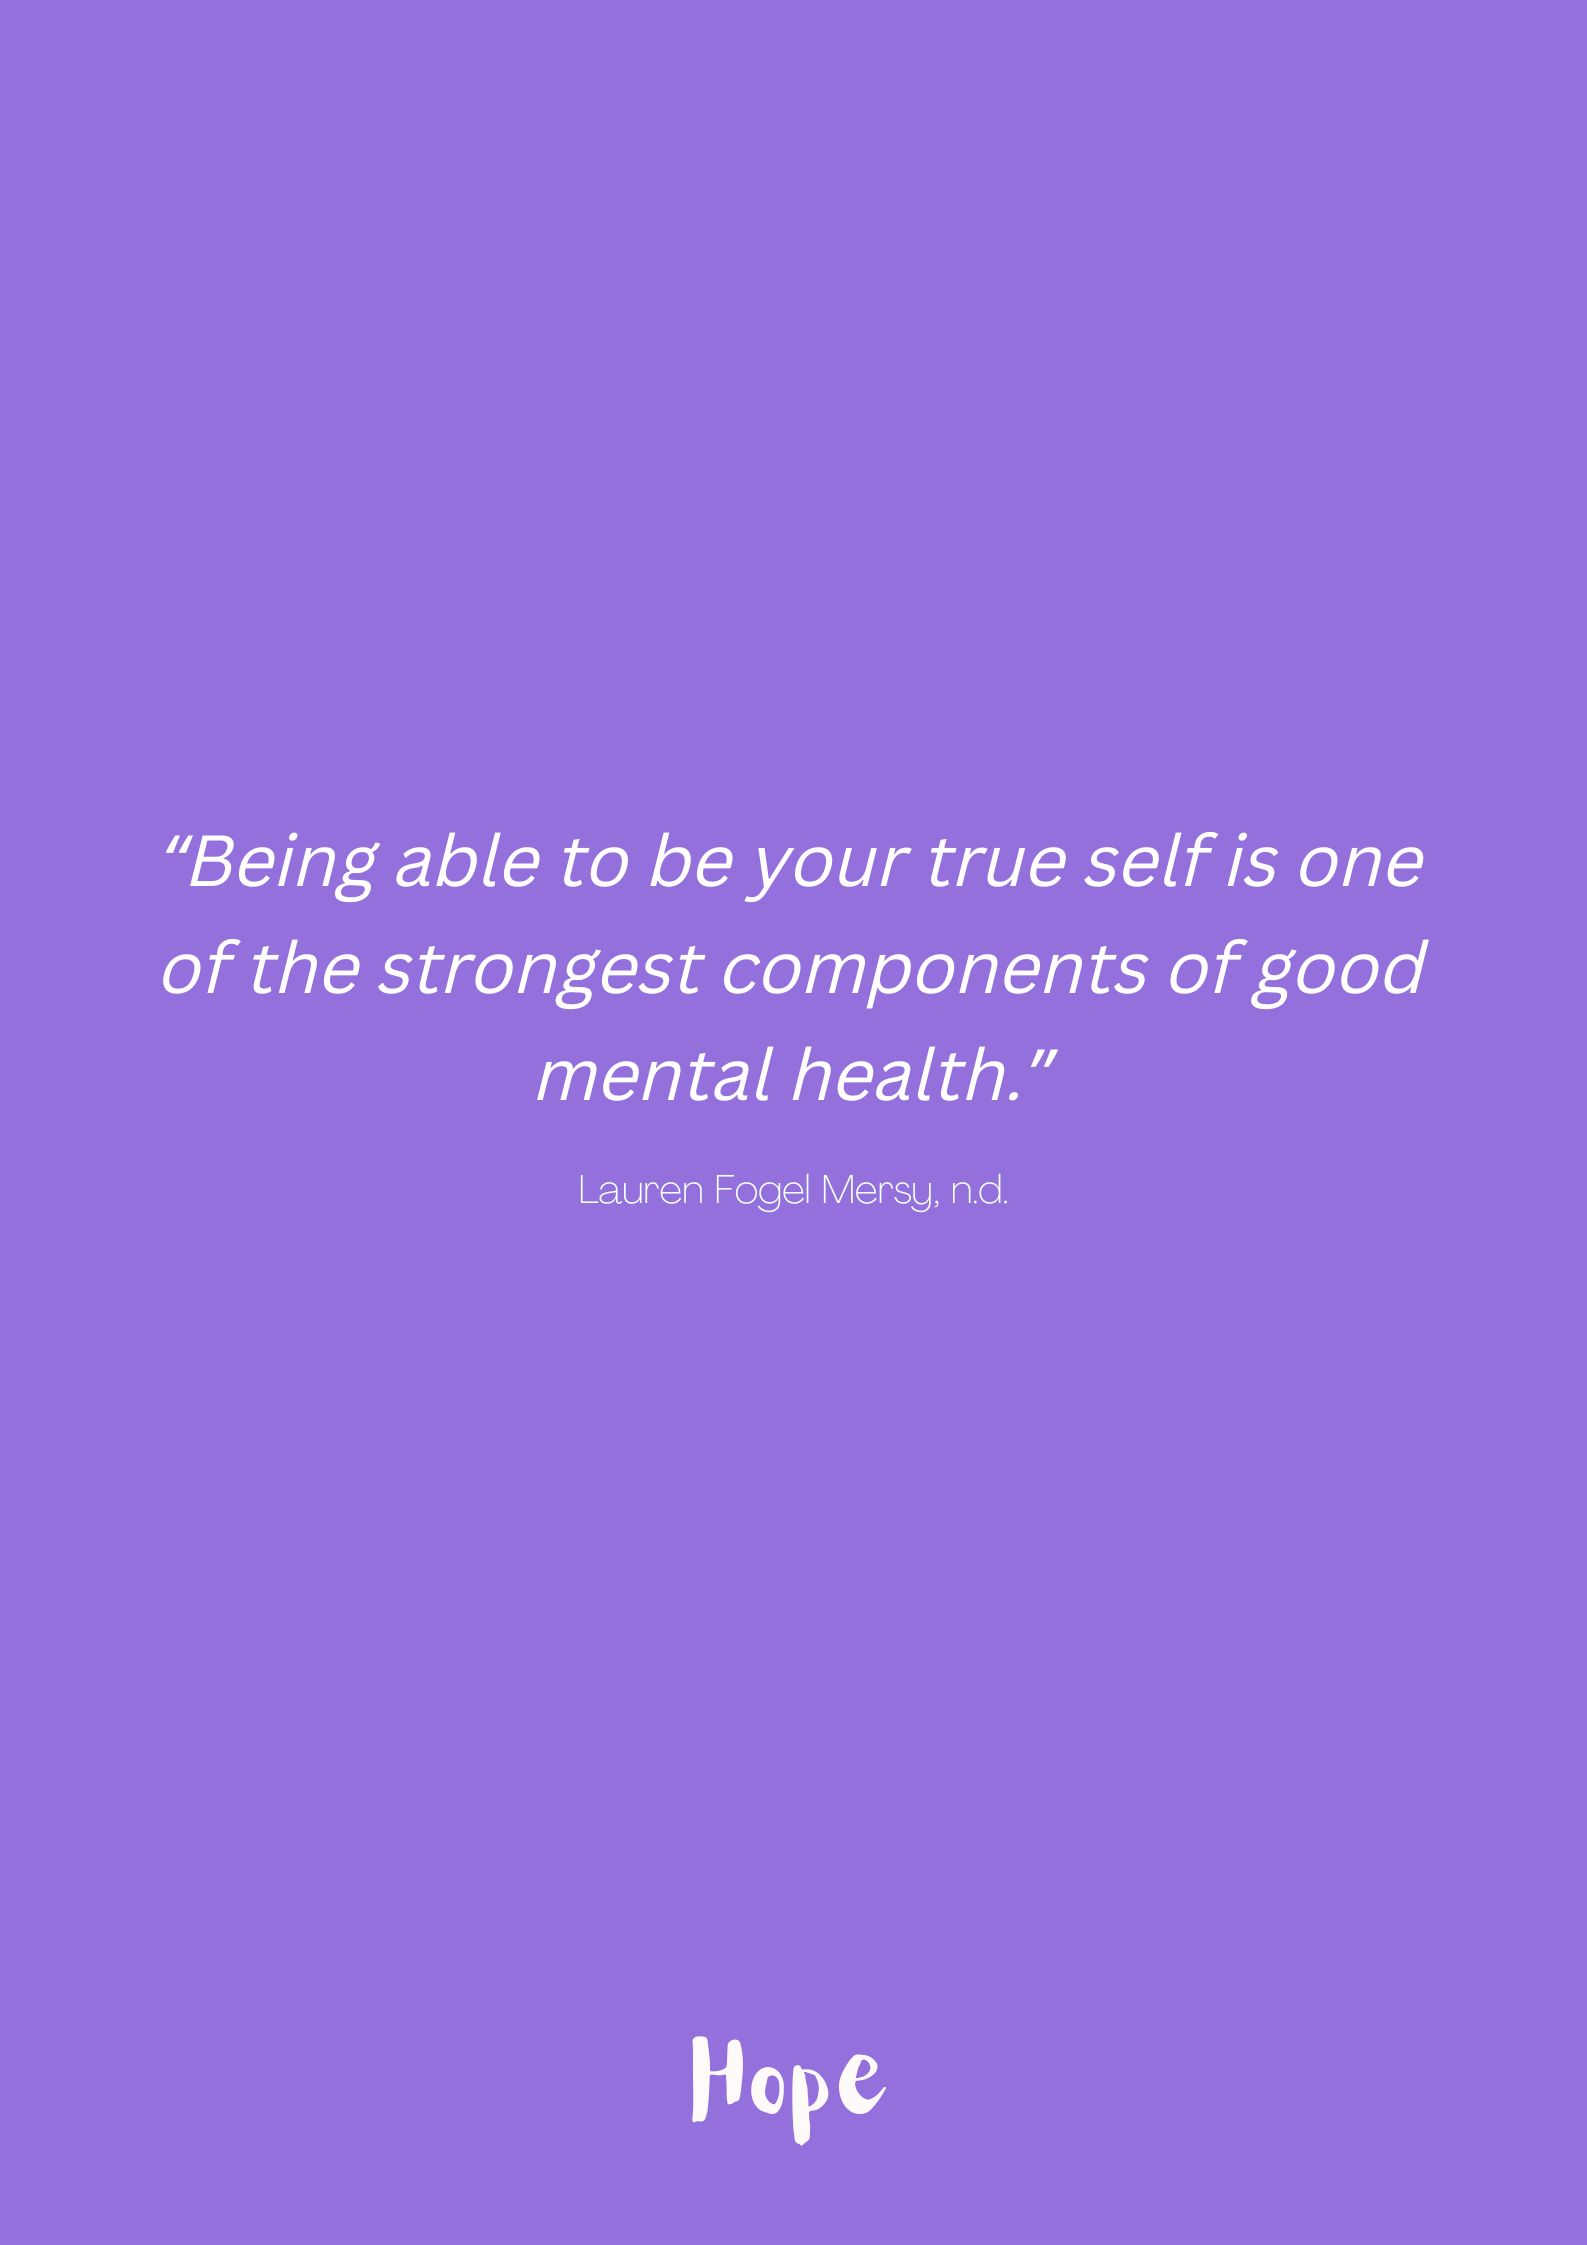 “Being able to be your true self is one
of the strongest components of good
mental health.”
Lauren Fogel Mersy, n.d.
Hope